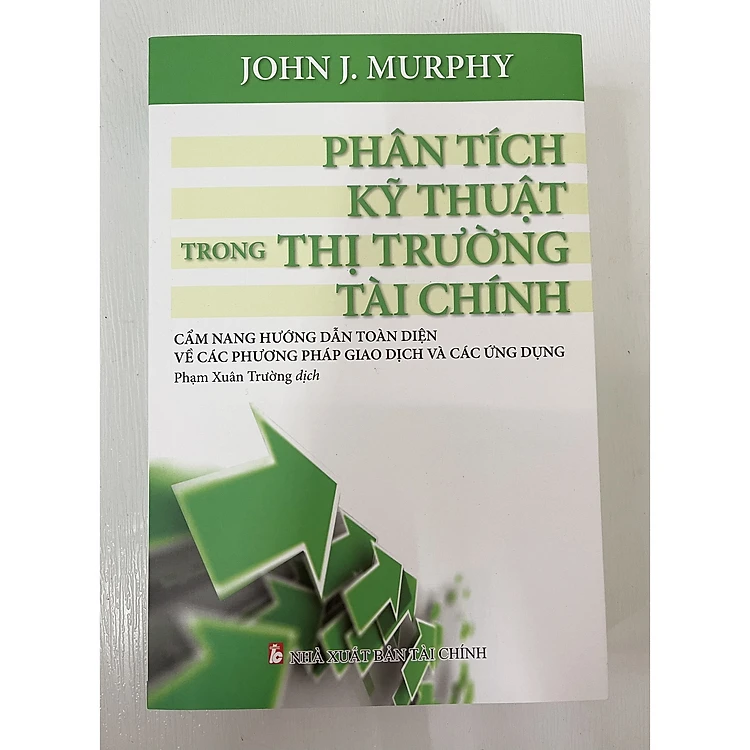 JOHN J. MURPHY
PHÂN TÍCH
KỸ THUẬT
TRONG THỊ TRƯỜNG
TÀI CHÍNH
CẨM NANG HƯỚNG DẪN TOÀN DIỆN
VỀ CÁC PHƯƠNG PHÁP GIAO DỊCH VÀ CÁC ỨNG DỤNG
Phạm Xuân Trường dịch
NHÀ XUẤT BẢN TÀI CHÍNH